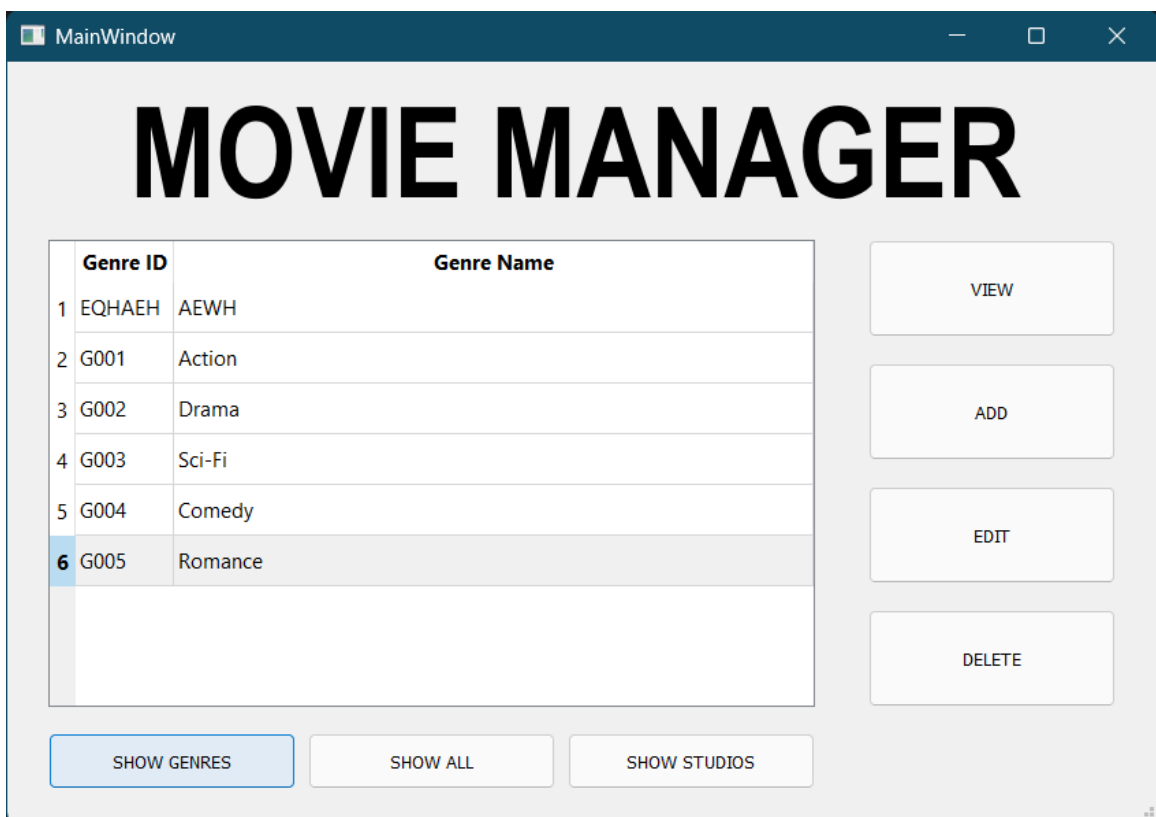 MainWindow
MOVIE MANAGER
Genre ID Genre Name
1 EQHAEH AEWH
2 G001 Action
3 G002 Drama
4 G003 Sci-Fi
5 G004 Comedy
6 G005 Romance
VIEW
ADD
EDIT
DELETE
SHOW GENRES SHOW ALL SHOW STUDIOS